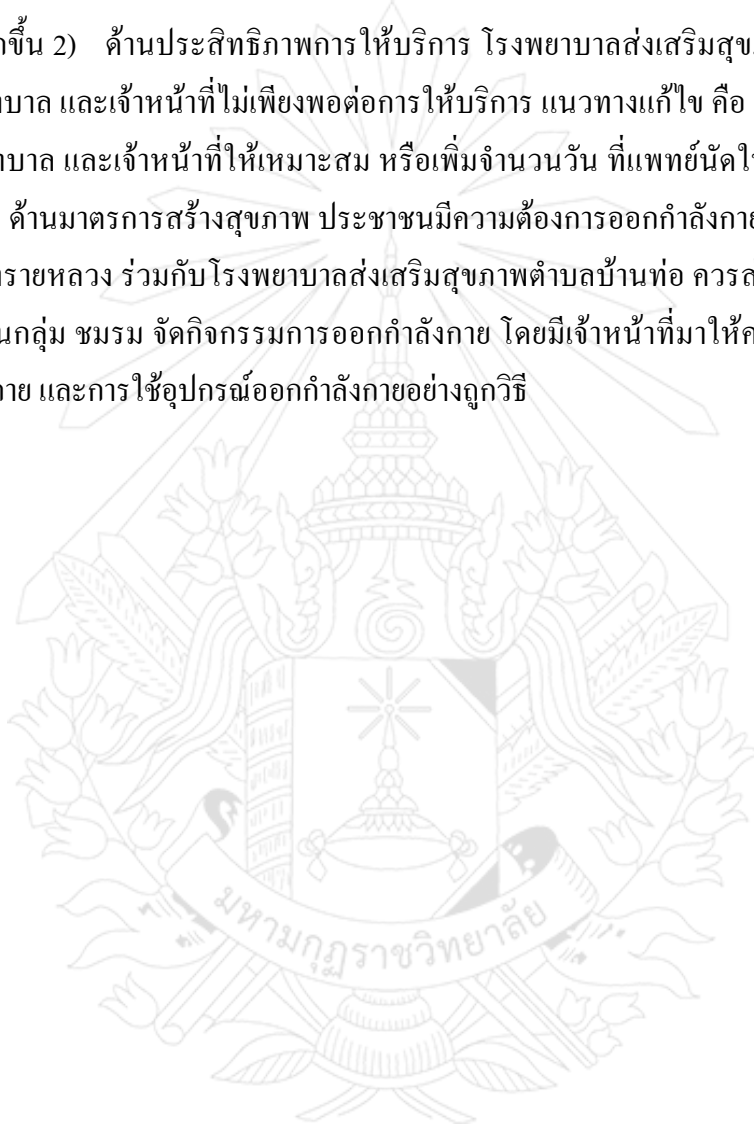 กขึ้น 2) ด้านประสิทธิภาพการให้บริการ โรงพยาบาลส่งเสริมสุข
าบาล และเจ้าหน้าที่ไม่เพียงพอต่อการให้บริการ แนวทางแก้ไข คือ
าบาล และเจ้าหน้าที่ให้เหมาะสม หรือเพิ่มจำนวนวัน ที่แพทย์นัดใ
ด้านมาตรการสร้างสุขภาพ ประชาชนมีความต้องการออกกำลังกาย
ทรายหลวง ร่วมกับโรงพยาบาลส่งเสริมสุขภาพตำบลบ้านท่อ ควรส
นกลุ่ม ชมรม จัดกิจกรรมการออกกำลังกาย โดยมีเจ้าหน้าที่มาให้ค
าย และการใช้อุปกรณ์ออกกำลังกายอย่างถูกวิธี
มหามกุฏราชวิทยาลัย